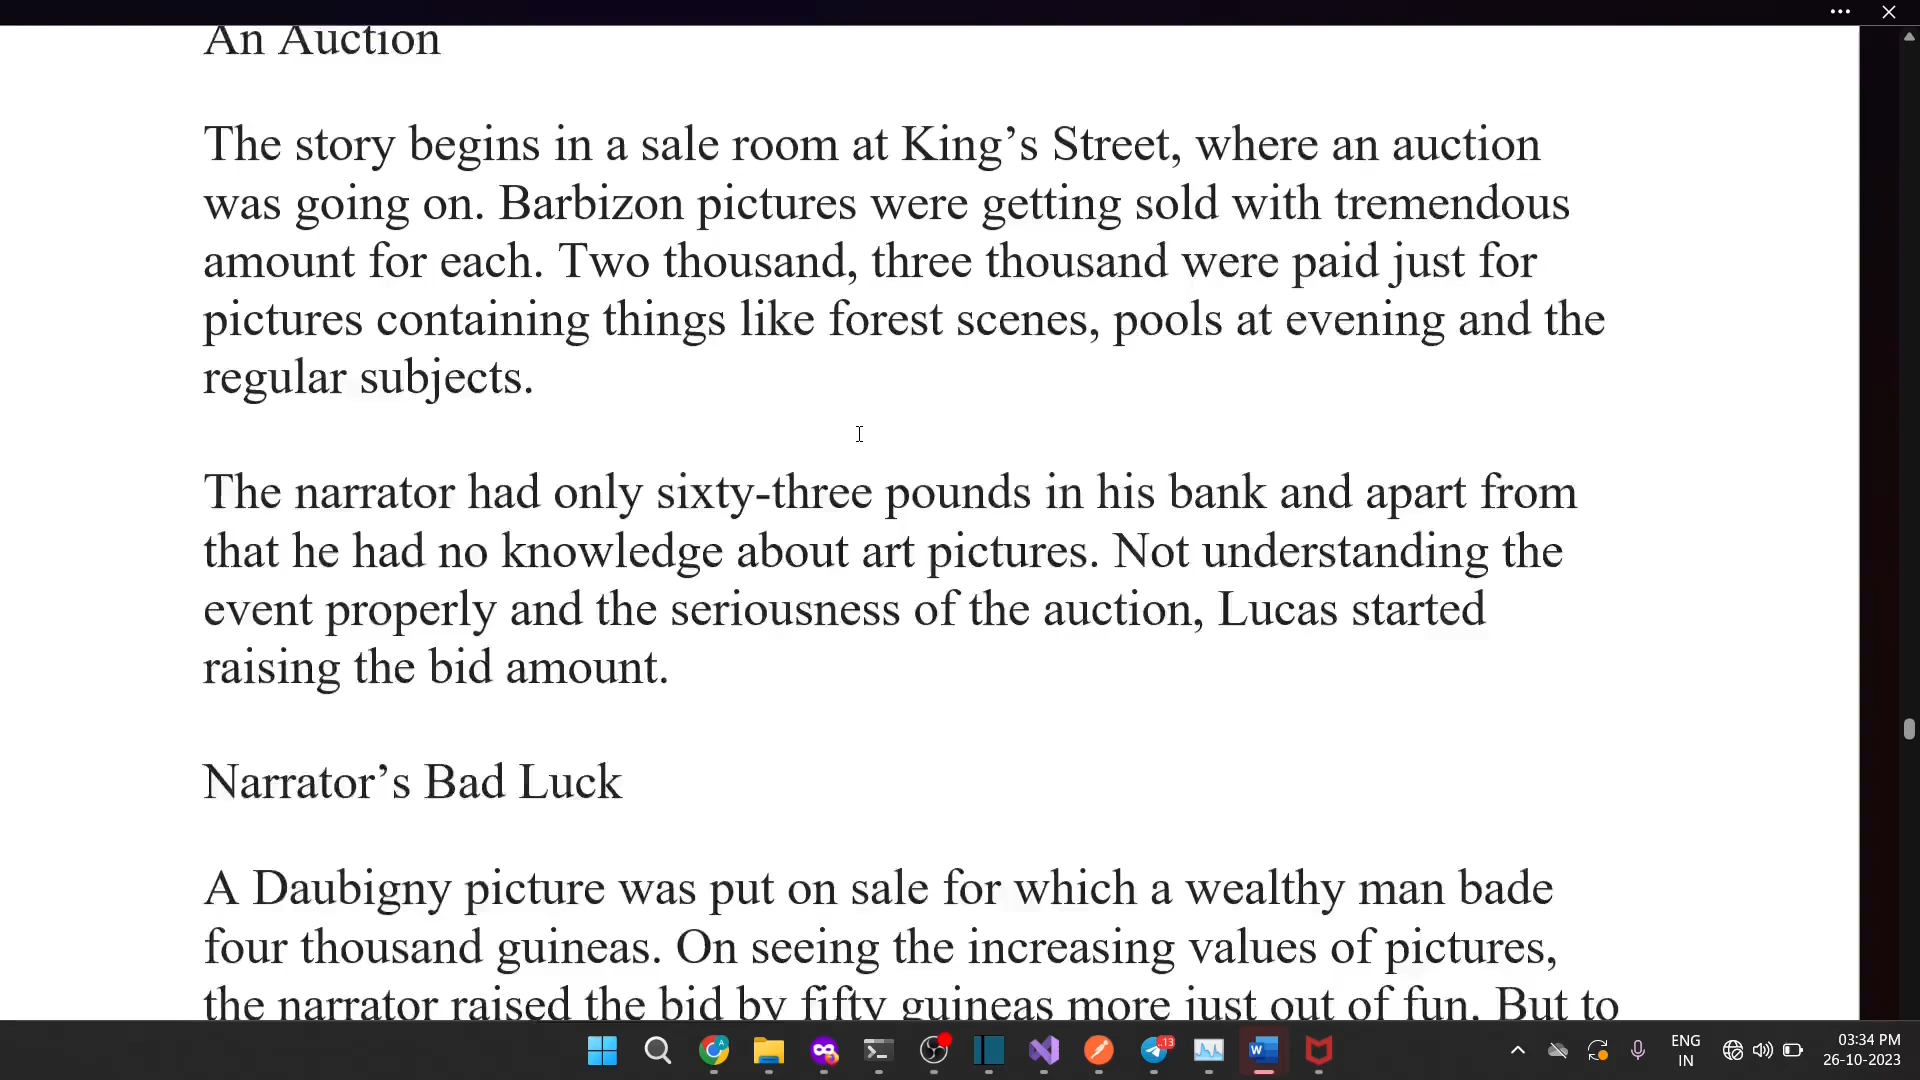 An Auction
The story begins in a sale room at King’s Street, where an auction
was going on. Barbizon pictures were getting sold with tremendous
amount for each. Two thousand, three thousand were paid just for
pictures containing things like forest scenes, pools at evening and the
regular subjects.
The narrator had only sixty-three pounds in his bank and apart from
that he had no knowledge about art pictures. Not understanding the
event properly and the seriousness of the auction, Lucas started
raising the bid amount.
Narrator’s Bad Luck
A Daubigny picture was put on sale for which a wealthy man bade
four thousand guineas. On seeing the increasing values of pictures,
the narrator raised the bid by fifty guineas more just out of fun. But to
A
13
W
ENG
IN
03:34 PM
26-10-2023